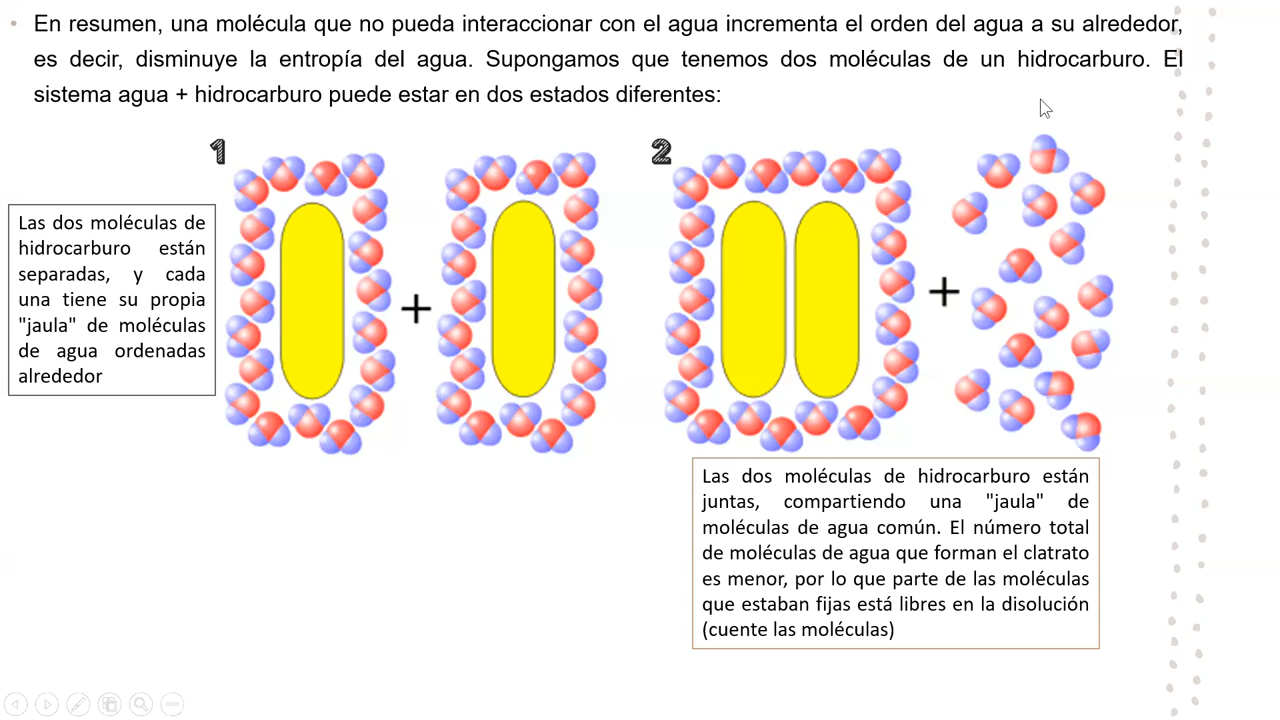 • En resumen, una molécula que no pueda interaccionar con el agua incrementa el orden del agua a su alrededor,
es decir, disminuye la entropía del agua. Supongamos que tenemos dos moléculas de un hidrocarburo. El
sistema agua + hidrocarburo puede estar en dos estados diferentes:
1
2
Las dos moléculas de
hidrocarburo están
separadas, y cada
una tiene su propia
"jaula" de moléculas
de agua ordenadas
alrededor
+
+
Las dos moléculas de hidrocarburo están
juntas, compartiendo una "jaula" de
moléculas de agua común. El número total
de moléculas de agua que forman el clatrato
es menor, por lo que parte de las moléculas
que estaban fijas está libres en la disolución
(cuente las moléculas)